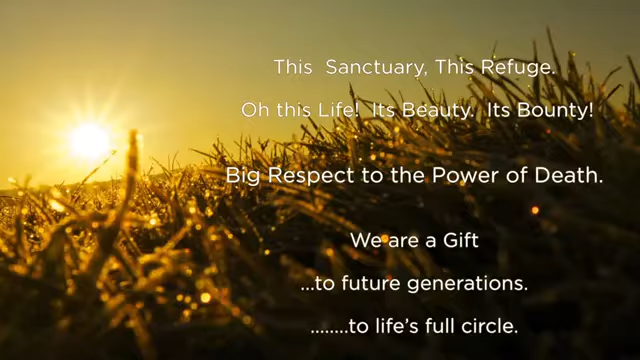 This  Sanctuary, This Refuge.
Oh this Life!  Its Beauty.  Its Bounty!
Big Respect to the Power of Death.
We are a Gift
...to future generations.
........to life’s full circle.